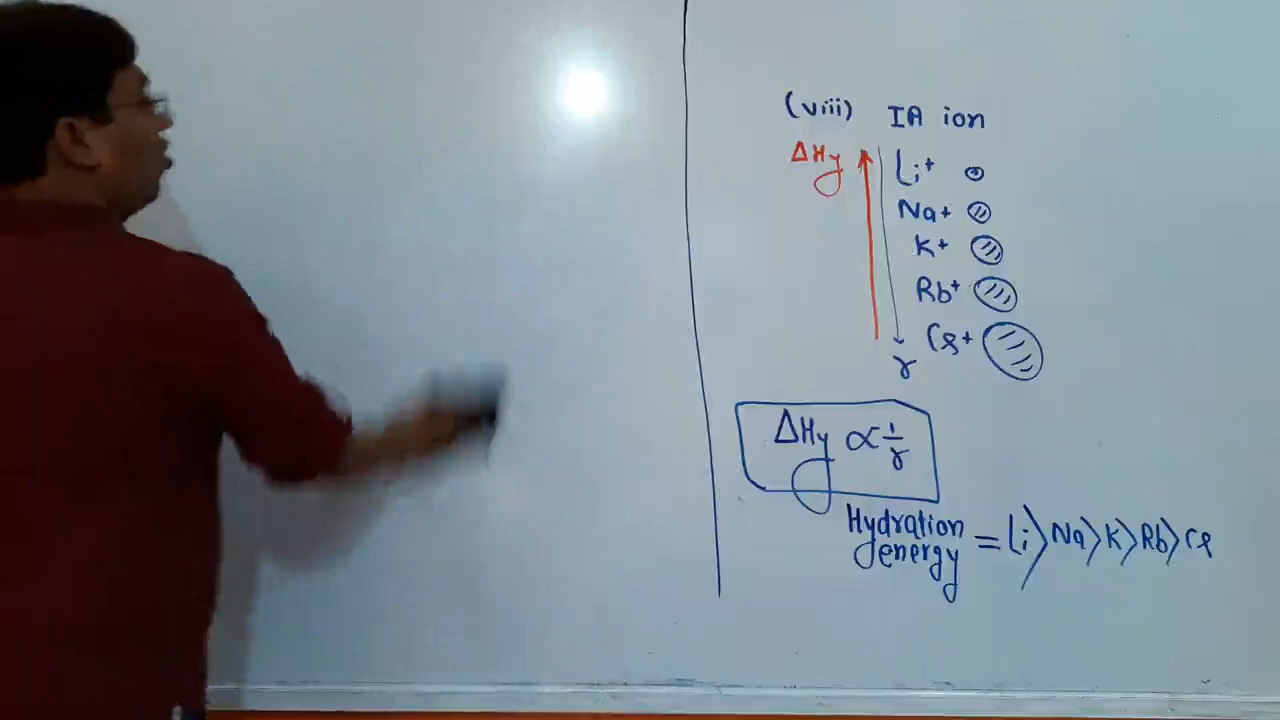 (viii) IA ion
ΔHy Li+
Na+
K+
Rb+
Cs+
r
ΔHy ∝ 1/r
Hydration energy = Li > Na > K > Rb > Cs